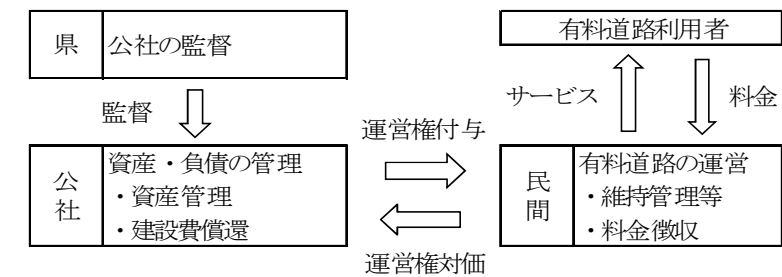 県 公社の監督
監督
公社
資産・負債の管理
・資産管理
・建設費償還
運営権付与
運営権対価
有料道路利用者
サービス
料金
民間
有料道路の運営
・維持管理等
・料金徴収